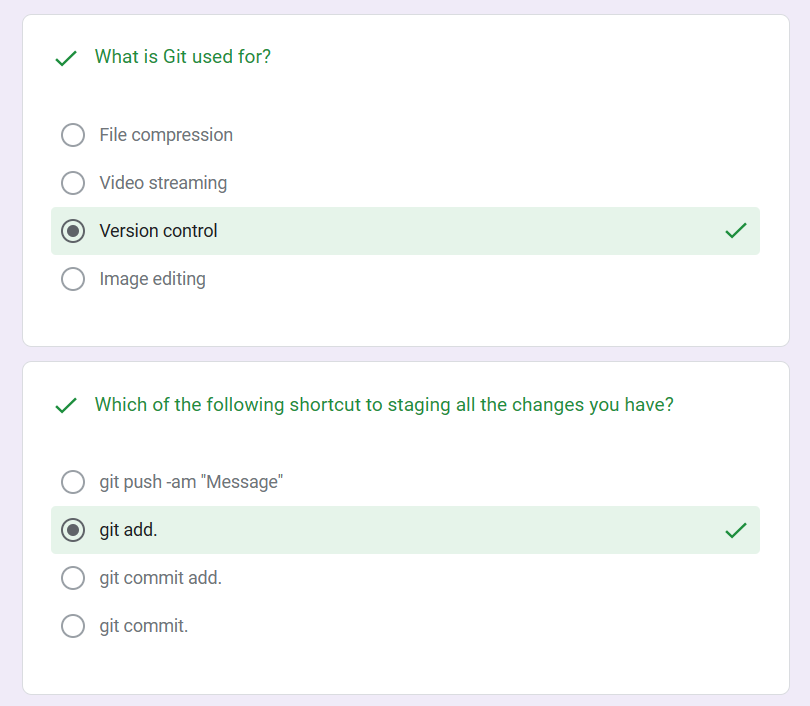 What is Git used for?
File compression
Video streaming
Version control
Image editing
Which of the following shortcut to staging all the changes you have?
git push -am "Message"
git add.
git commit add.
git commit.